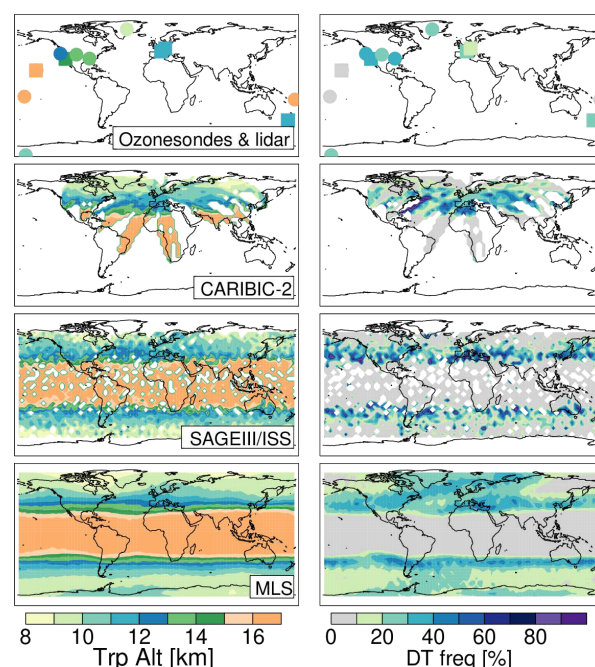 Ozonesondes & lidar
CARIBIC-2
SAGEIII/ISS
MLS
8 10 12 14 16
Trp Alt [km]
0 20 40 60 80
DT freq [%]